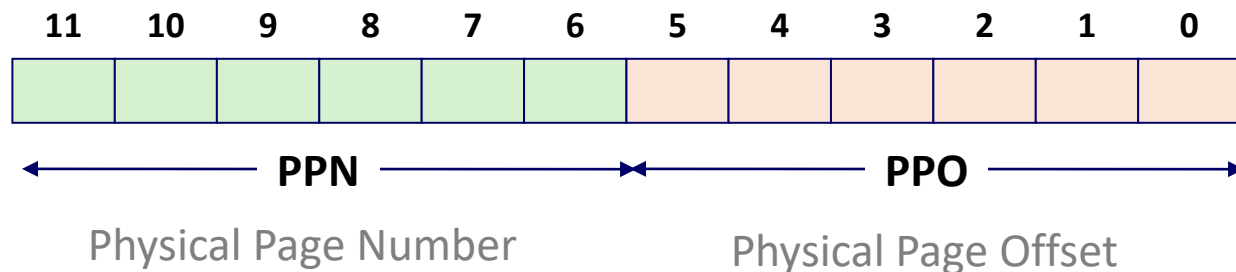 11 10 9 8 7 6 5 4 3 2 1 0
PPN PPO
Physical Page Number Physical Page Offset